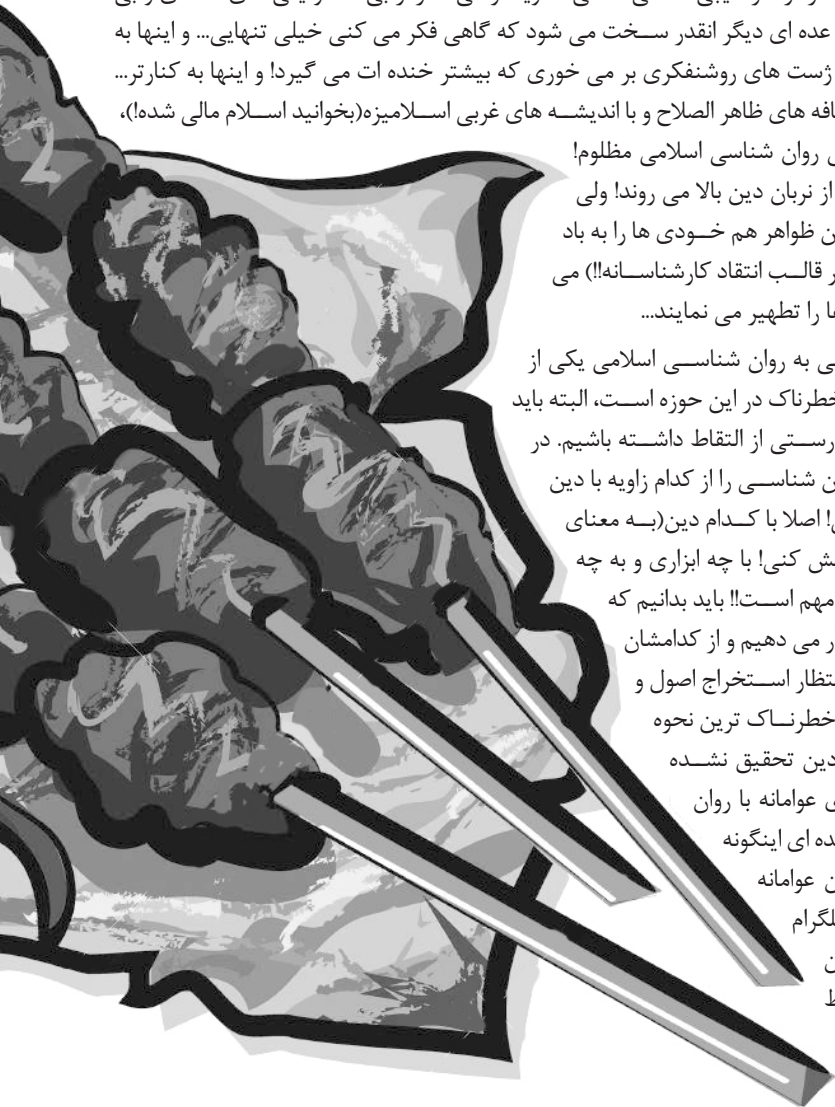 عده ای دیگر انقدر سخت می شود که گاهی فکر می کنی خیلی تنهایی... و اینها به
ژست های روشنفکری بر می خوری که بیشتر خنده ات می گیرد! و اینها به کنارتر...
افه های ظاهر الصلاح و با اندیشه های غربی اسلامیزه(بخوانید اسلام مالی شده!)،
روان شناسی اسلامی مظلوم!
از نربان دین بالا می روند! ولی
ظواهر هم خودی ها را به باد
قالب انتقاد کارشناسانه!!) می
را تطهیر می نمایند...
به روان شناسی اسلامی یکی از
خطرناک در این حوزه است، البته باید
از التقاط داشته باشیم. در
شناسی را از کدام زاویه با دین
اصلا با کدام دین(به معنای
کنی! با چه ابزاری و به چه
مهم است!! باید بدانیم که
می دهیم و از کدامشان
استخراج اصول و
خطرناک ترین نحوه
دین تحقیق نشده
عوامانه با روان
ای اینگونه
عوامانه